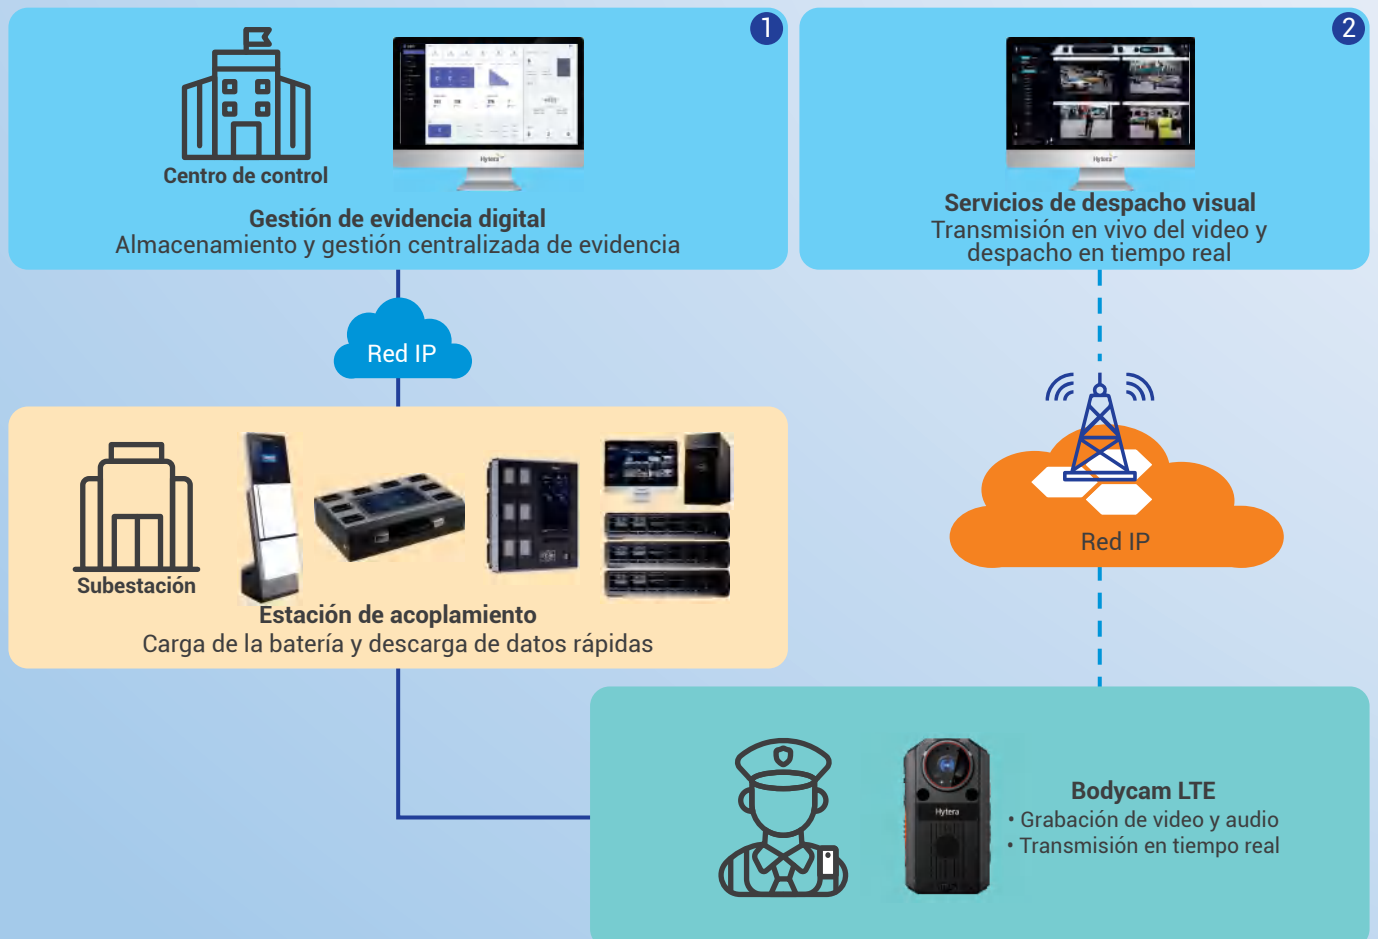 1
Centro de control
Hytera
Gestión de evidencia digital
Almacenamiento y gestión centralizada de evidencia
2
Hytera
Servicios de despacho visual
Transmisión en vivo del video y
despacho en tiempo real
Red IP
Subestación
Estación de acoplamiento
Carga de la batería y descarga de datos rápidas
Red IP
Hytera
Bodycam LTE
• Grabación de video y audio
• Transmisión en tiempo real